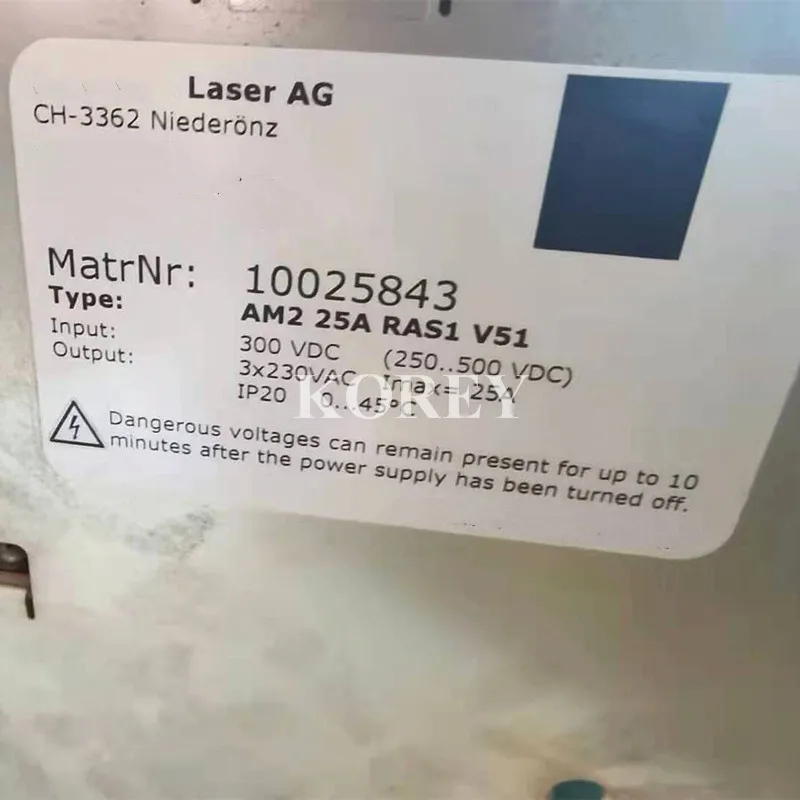 Laser AG
CH-3362 Niederönz
MatrNr: 10025843
Type: AM2 25A RAS1 V51
Input: 300 VDC (250..500 VDC)
Output: 3x230VAC Imax= 25A
IP20 0...45°C
KOREY
Dangerous voltages can remain present for up to 10
minutes after the power supply has been turned off.